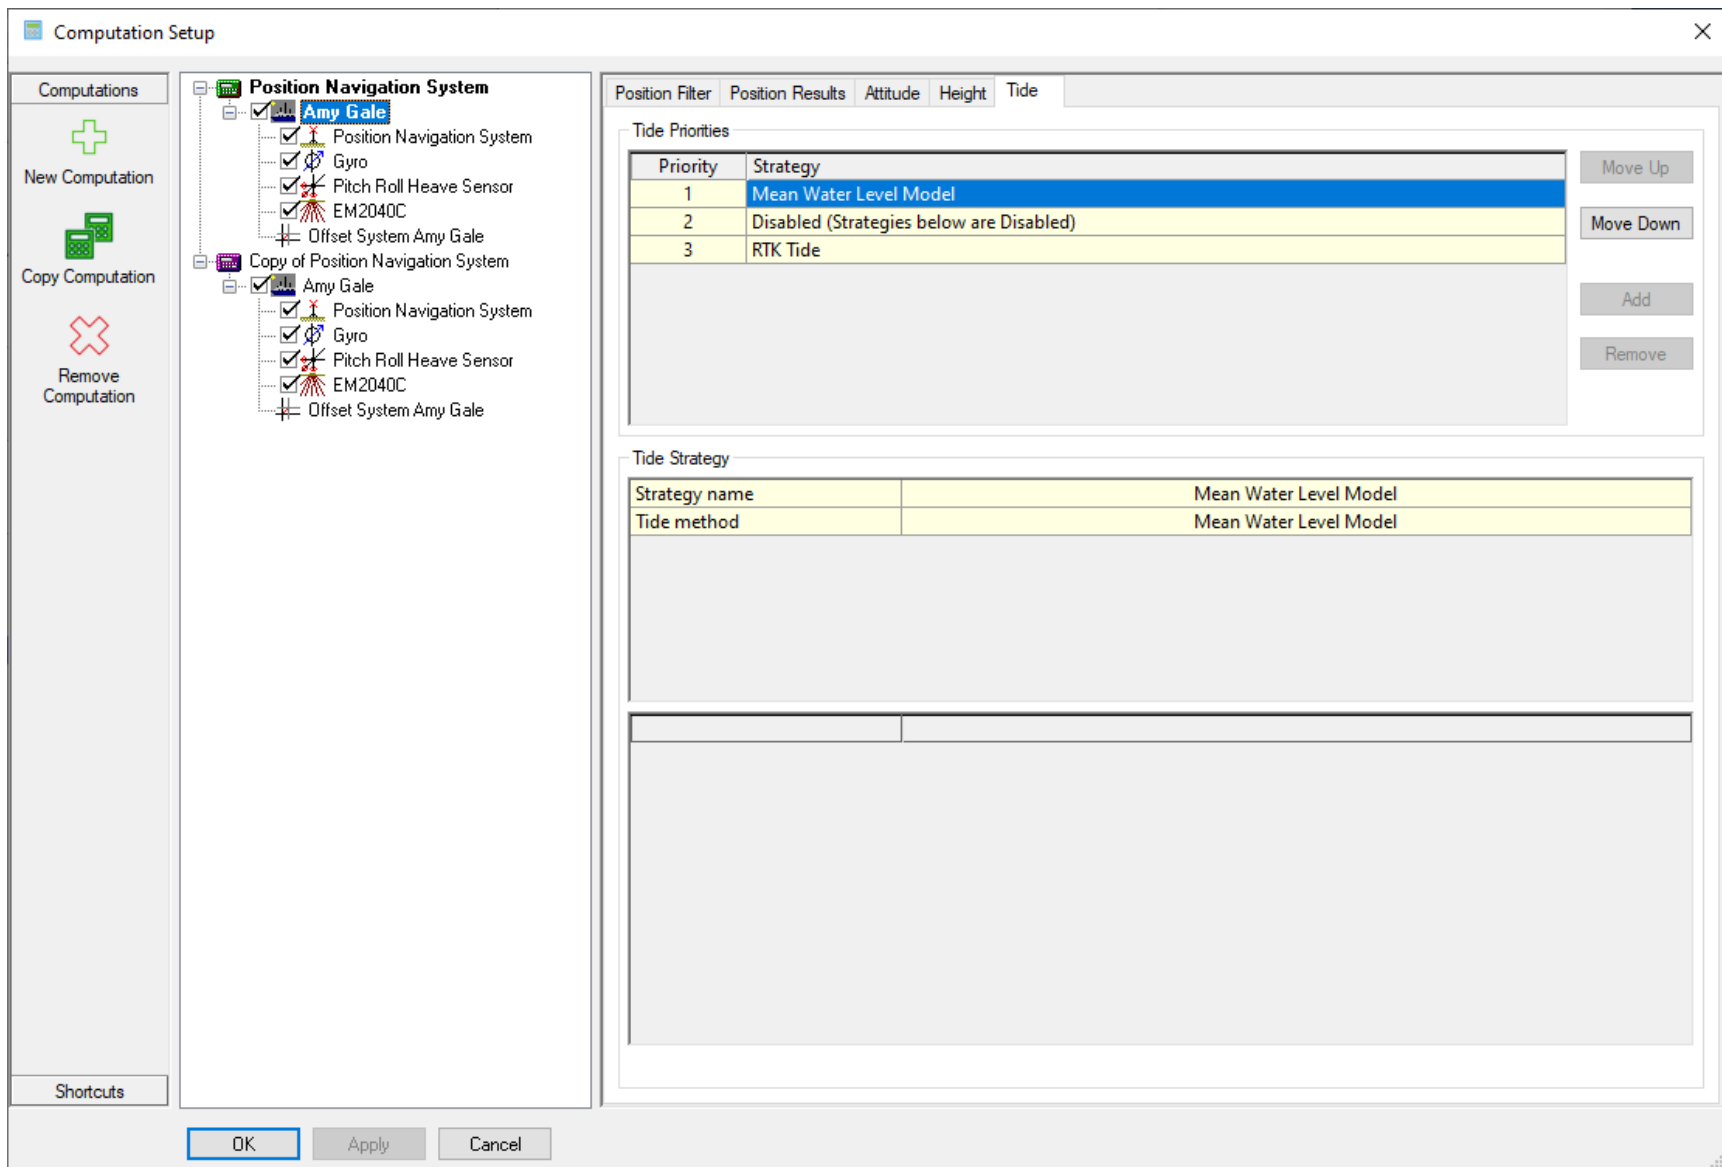 Computation Setup
Computations
New Computation
Copy Computation
Remove
Computation
Shortcuts
Position Navigation System
Amy Gale
Position Navigation System
Gyro
Pitch Roll Heave Sensor
EM2040C
Offset System Amy Gale
Copy of Position Navigation System
Amy Gale
Position Navigation System
Gyro
Pitch Roll Heave Sensor
EM2040C
Offset System Amy Gale
Position Filter Position Results Attitude Height Tide
Tide Priorities
Priority Strategy
1 Mean Water Level Model
2 Disabled (Strategies below are Disabled)
3 RTK Tide
Move Up
Move Down
Add
Remove
Tide Strategy
Strategy name Mean Water Level Model
Tide method Mean Water Level Model
OK Apply Cancel